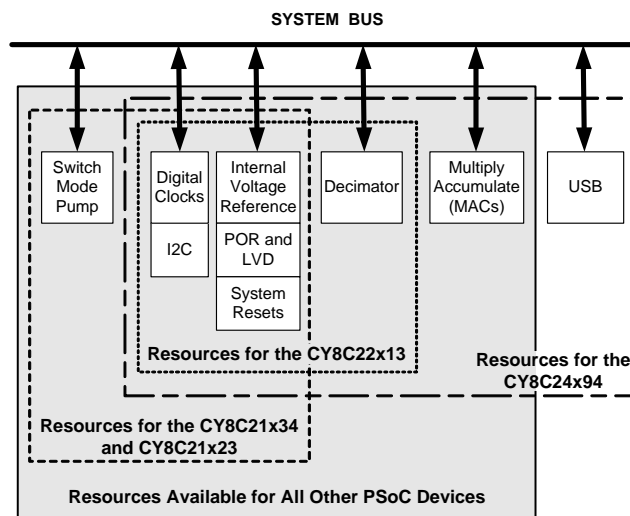 SYSTEM BUS
Switch
Mode
Pump
Digital
Clocks
I2C
Internal
Voltage
Reference
POR and
LVD
System
Resets
Decimator
Multiply
Accumulate
(MACs)
USB
Resources for the CY8C22x13
Resources for the
CY8C24x94
Resources for the CY8C21x34
and CY8C21x23
Resources Available for All Other PSoC Devices